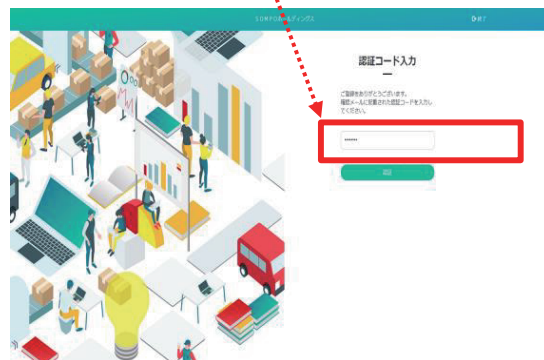 SOMPOホールディングス
終了
認証コード入力
ご登録をありがとうございます。
確認メールに記載された認証コードを入力し
てください。
••••••
認証